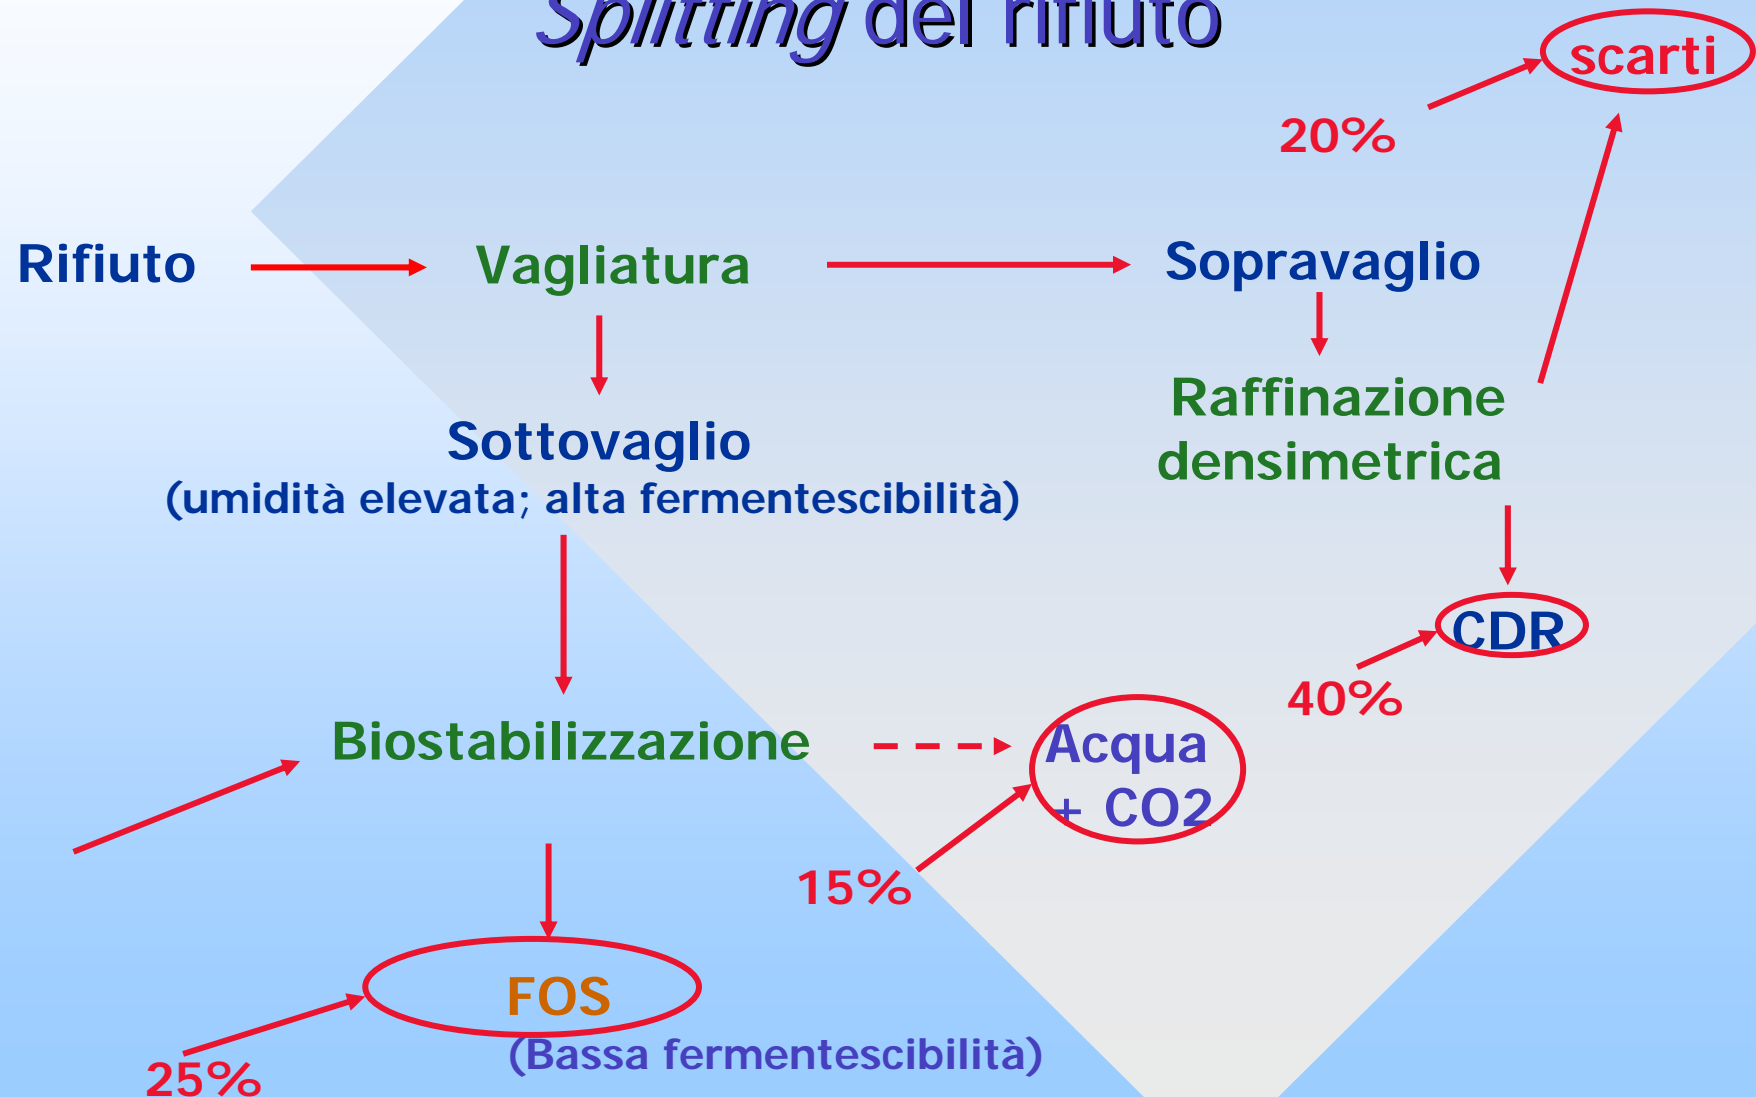 Splitting del rifiuto
scarti
20%
Rifiuto
Vagliatura
Sopravaglio
Raffinazione
densimetrica
Sottovaglio
(umidità elevata; alta fermentescibilità)
CDR
40%
Biostabilizzazione
Acqua
+ CO2
15%
FOS
(Bassa fermentescibilità)
25%